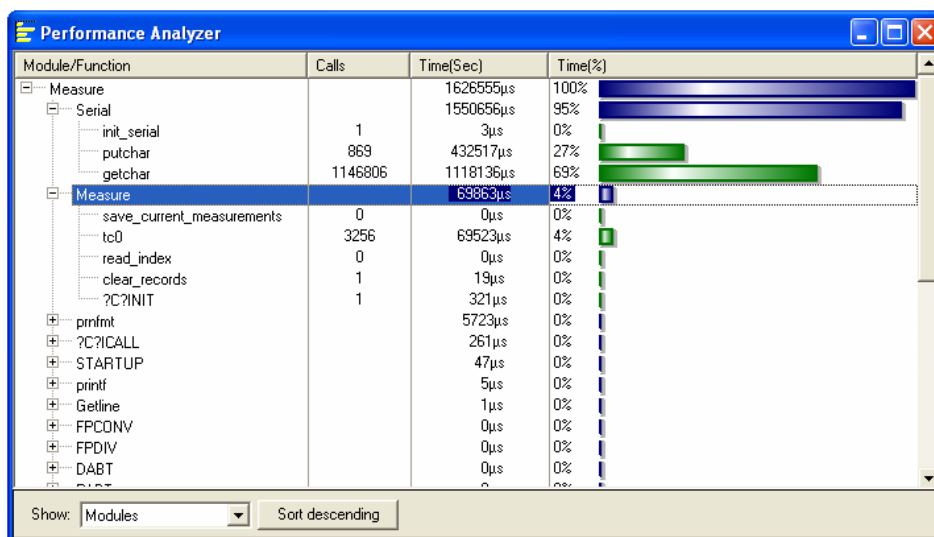 Performance Analyzer
Module/Function Calls Time(Sec) Time(%)
Measure 1626555µs 100%
Serial 1550656µs 95%
init_serial 1 3µs 0%
putchar 869 432517µs 27%
getchar 1146806 1118136µs 69%
Measure 69863µs 4%
save_current_measurements 0 0µs 0%
tc0 3256 69523µs 4%
read_index 0 0µs 0%
clear_records 1 19µs 0%
?C?INIT 1 321µs 0%
prnfmt 5723µs 0%
?C?ICALL 261µs 0%
STARTUP 47µs 0%
printf 5µs 0%
Getline 1µs 0%
FPCONV 0µs 0%
FPDIV 0µs 0%
DABT 0µs 0%
Show: Modules Sort descending